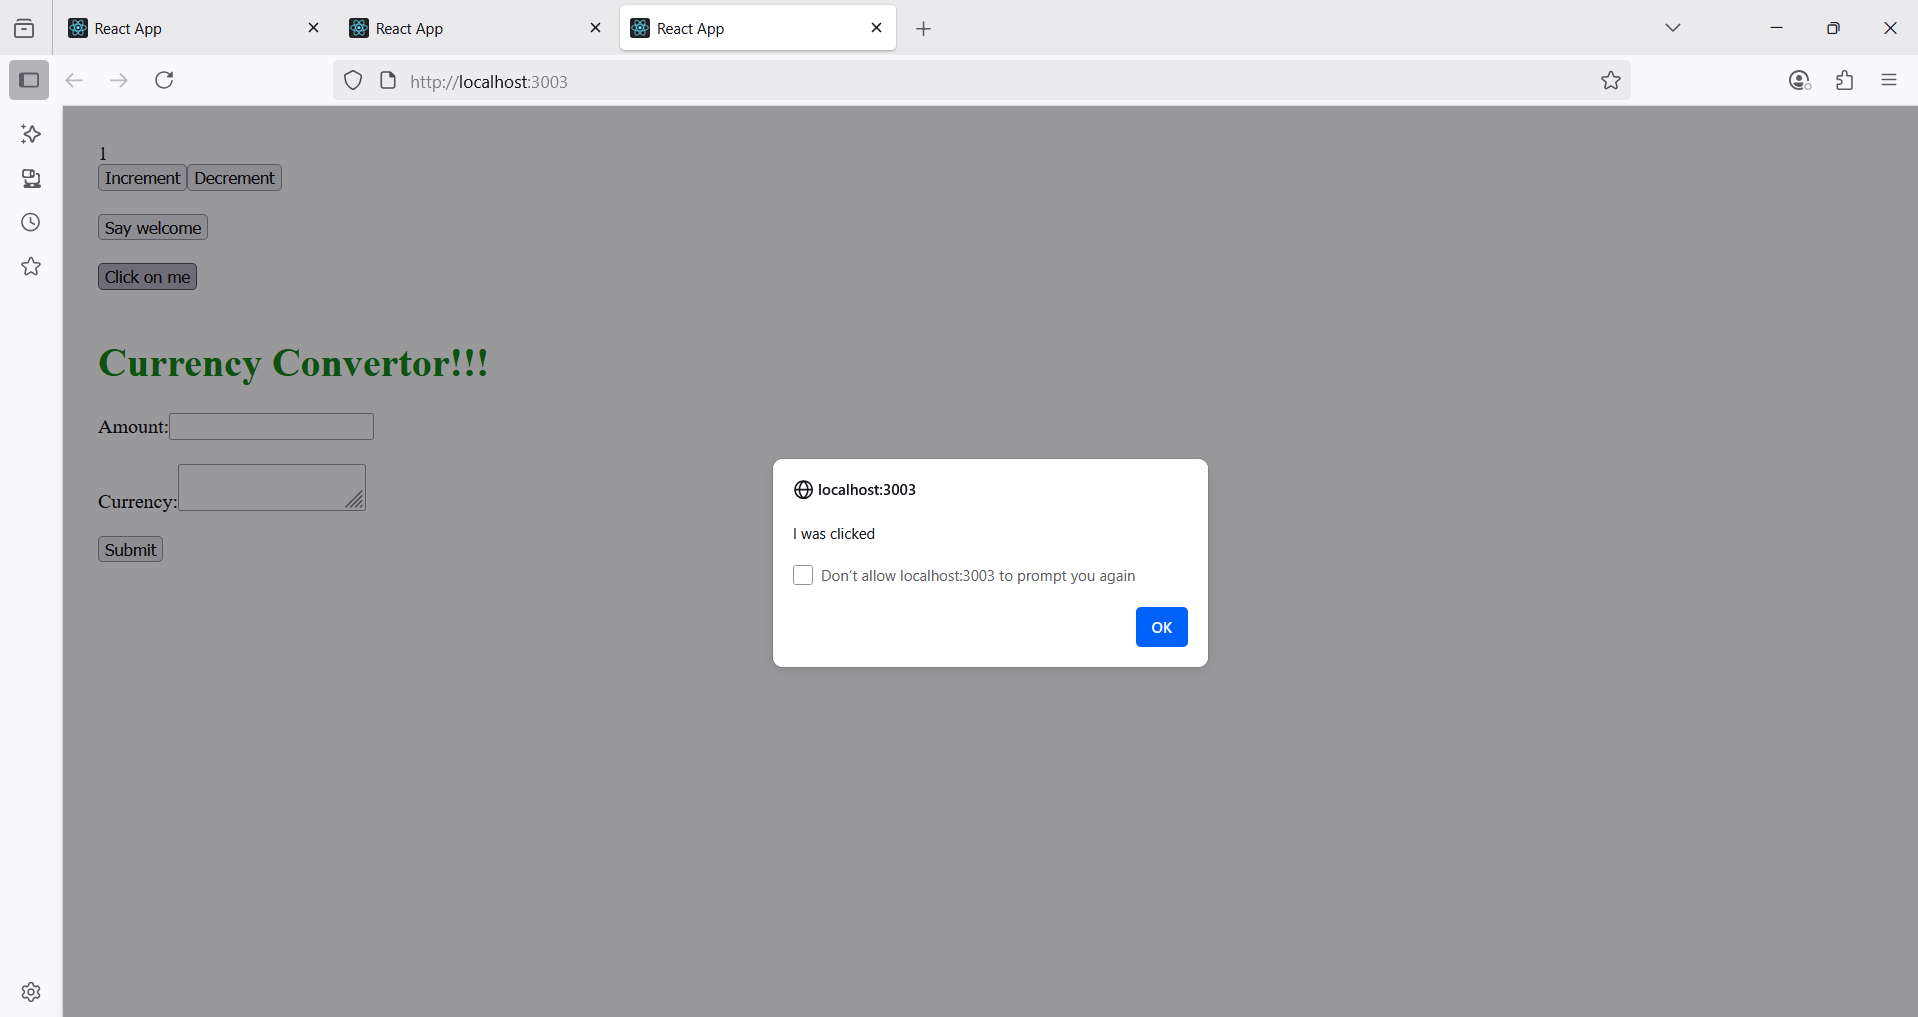 React App React App React App
http://localhost:3003
1
Increment Decrement
Say welcome
Click on me
Currency Convertor!!!
Amount:
Currency:
Submit
localhost:3003
I was clicked
Don't allow localhost:3003 to prompt you again
OK